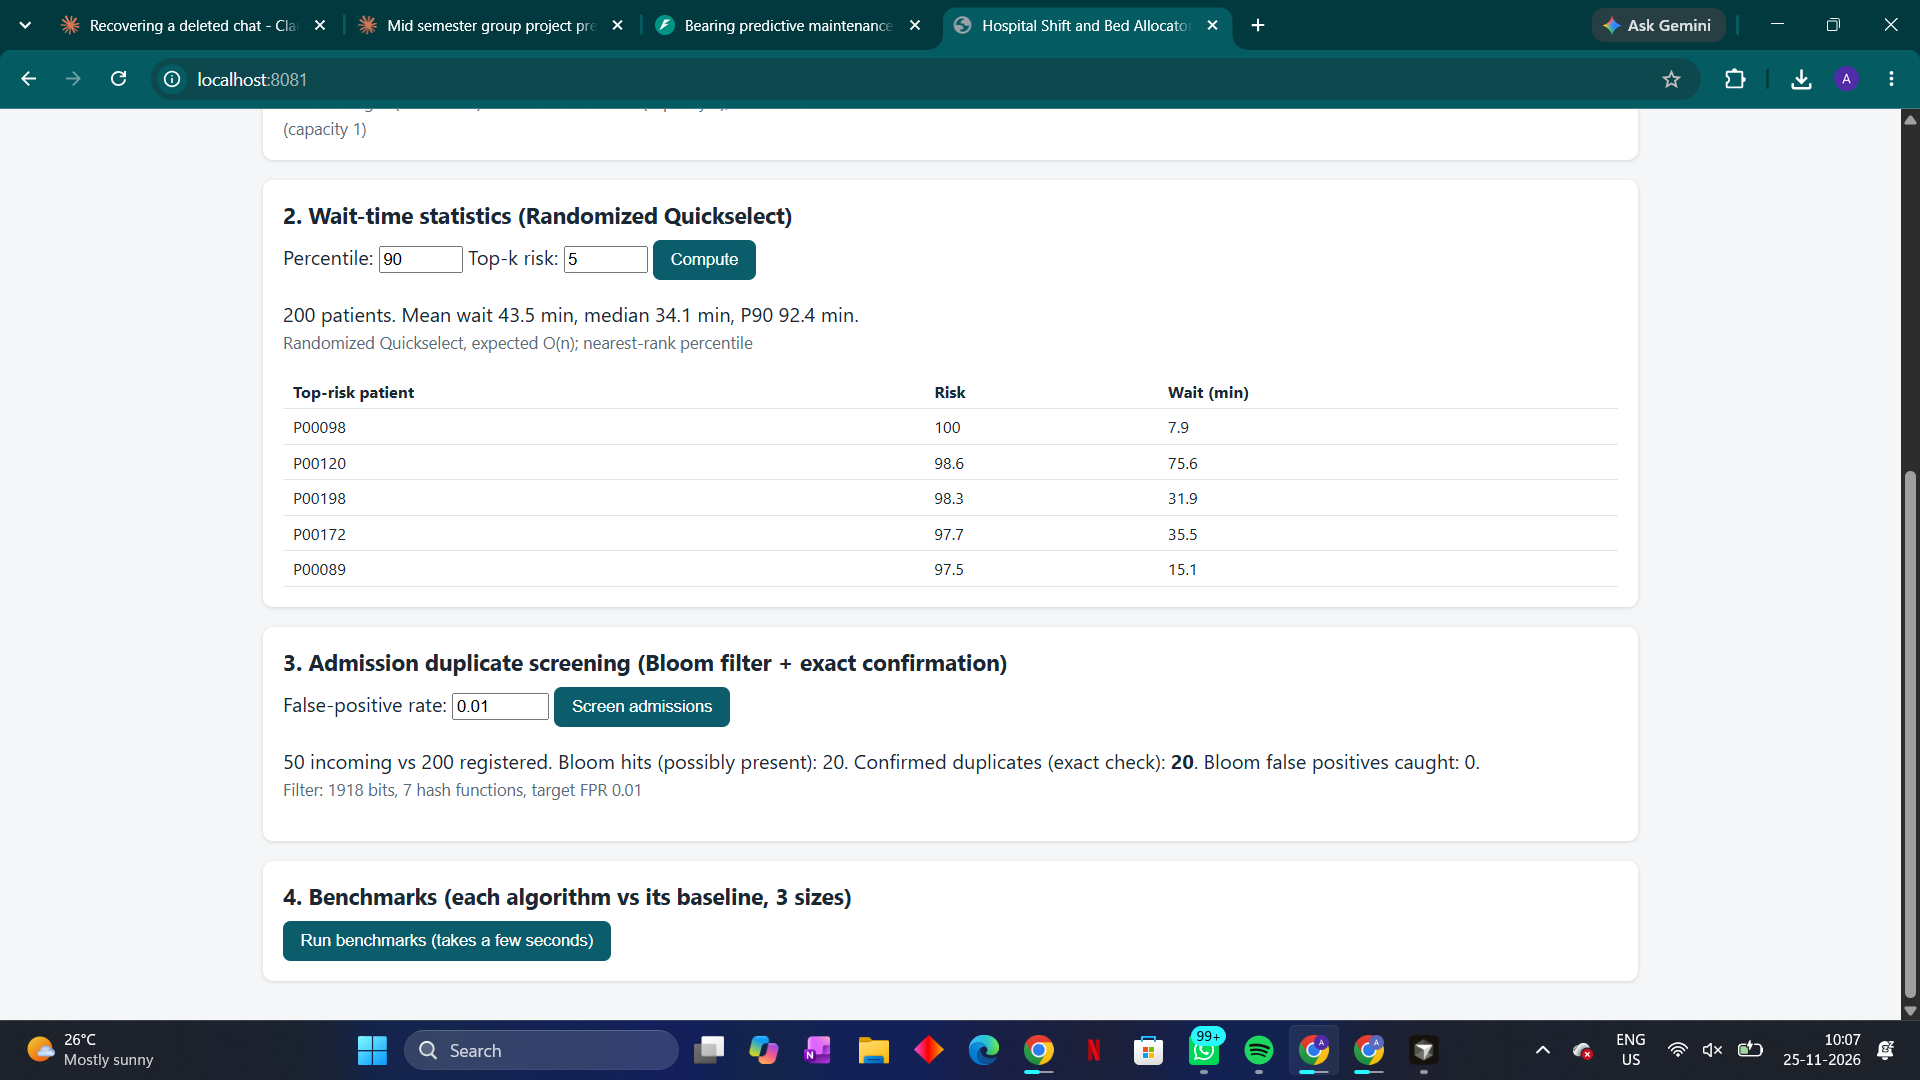 Recovering a deleted chat - Cla
Mid semester group project pre
Bearing predictive maintenance
Hospital Shift and Bed Allocato
Ask Gemini
localhost:8081
A
(capacity 1)
2. Wait-time statistics (Randomized Quickselect)
Percentile: 90 Top-k risk: 5 Compute
200 patients. Mean wait 43.5 min, median 34.1 min, P90 92.4 min.
Randomized Quickselect, expected O(n); nearest-rank percentile
Top-risk patient Risk Wait (min)
P00098 100 7.9
P00120 98.6 75.6
P00198 98.3 31.9
P00172 97.7 35.5
P00089 97.5 15.1
3. Admission duplicate screening (Bloom filter + exact confirmation)
False-positive rate: 0.01 Screen admissions
50 incoming vs 200 registered. Bloom hits (possibly present): 20. Confirmed duplicates (exact check): 20. Bloom false positives caught: 0.
Filter: 1918 bits, 7 hash functions, target FPR 0.01
4. Benchmarks (each algorithm vs its baseline, 3 sizes)
Run benchmarks (takes a few seconds)
26°C
Mostly sunny
Search
99+
ENG
US
10:07
25-11-2026